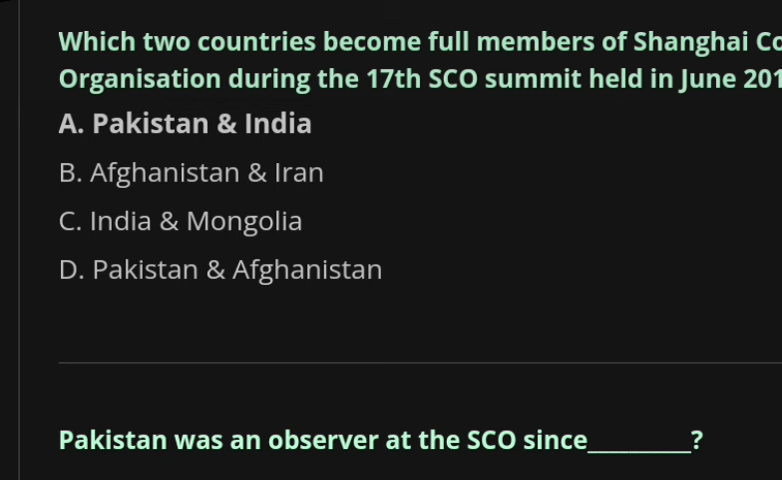 Which two countries become full members of Shanghai Co
Organisation during the 17th SCO summit held in June 201
A. Pakistan & India
B. Afghanistan & Iran
C. India & Mongolia
D. Pakistan & Afghanistan
Pakistan was an observer at the SCO since_________?